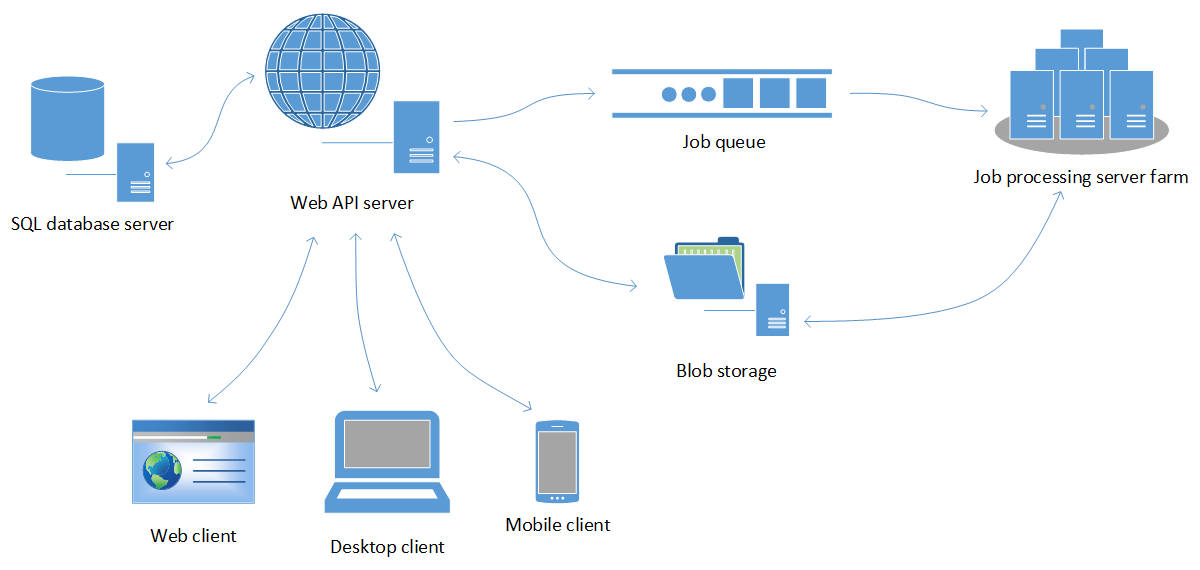 Job queue
Job processing server farm
Web API server
SQL database server
Blob storage
Web client
Desktop client
Mobile client